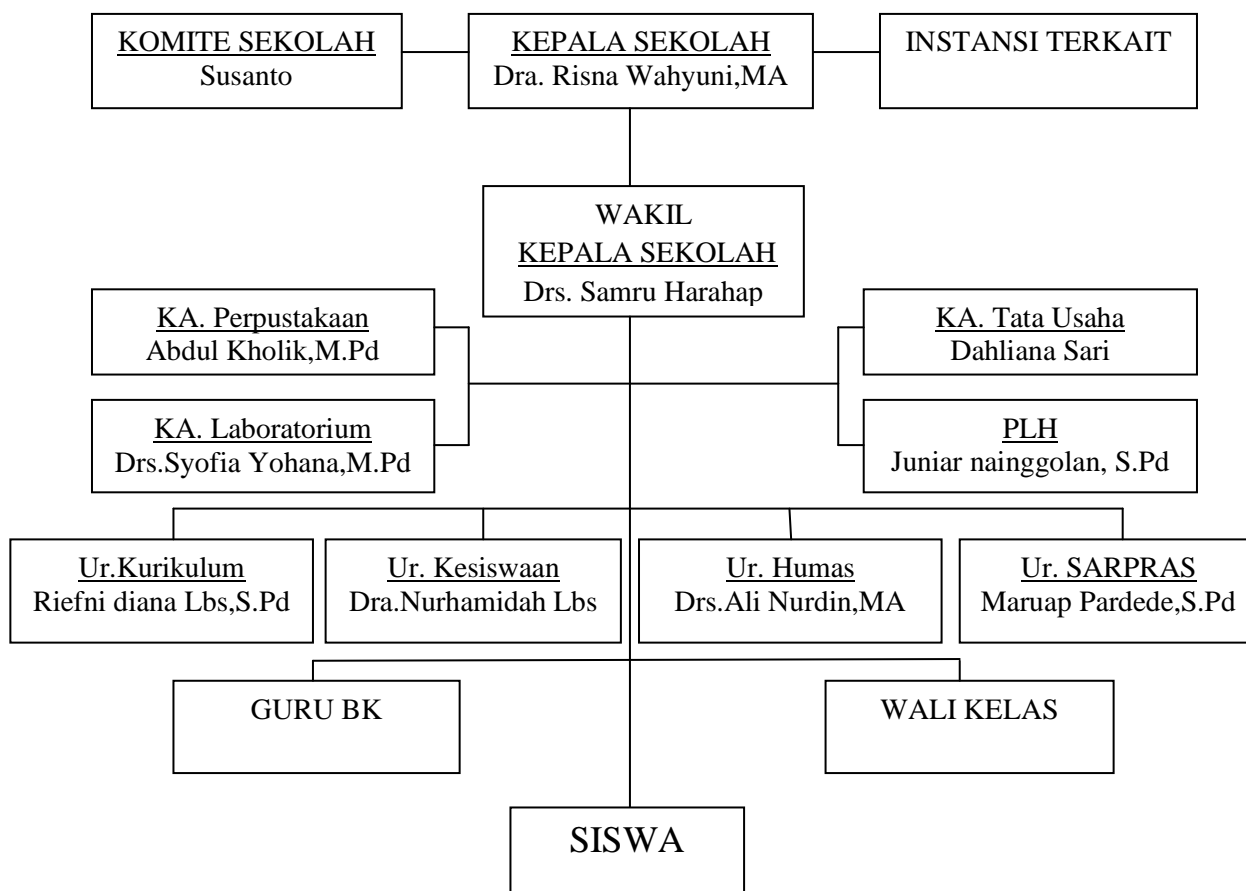 KOMITE SEKOLAH
Susanto
KEPALA SEKOLAH
Dra. Risna Wahyuni,MA
INSTANSI TERKAIT
WAKIL
KEPALA SEKOLAH
Drs. Samru Harahap
KA. Perpustakaan
Abdul Kholik,M.Pd
KA. Tata Usaha
Dahliana Sari
KA. Laboratorium
Drs.Syofia Yohana,M.Pd
PLH
Juniar nainggolan, S.Pd
Ur.Kurikulum
Riefni diana Lbs,S.Pd
Ur. Kesiswaan
Dra.Nurhamidah Lbs
Ur. Humas
Drs.Ali Nurdin,MA
Ur. SARPRAS
Maruap Pardede,S.Pd
GURU BK
WALI KELAS
SISWA